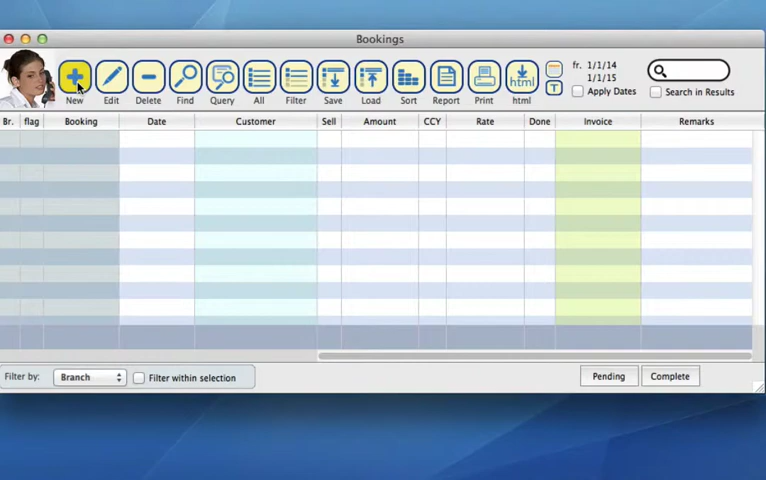 Bookings
New Edit Delete Find Query All Filter Save Load Sort Report Print html
html
T
fr. 1/1/14
1/1/15
Apply Dates
Search in Results
Br. flag Booking Date Customer Sell Amount CCY Rate Done Invoice Remarks
Filter by: Branch Filter within selection Pending Complete